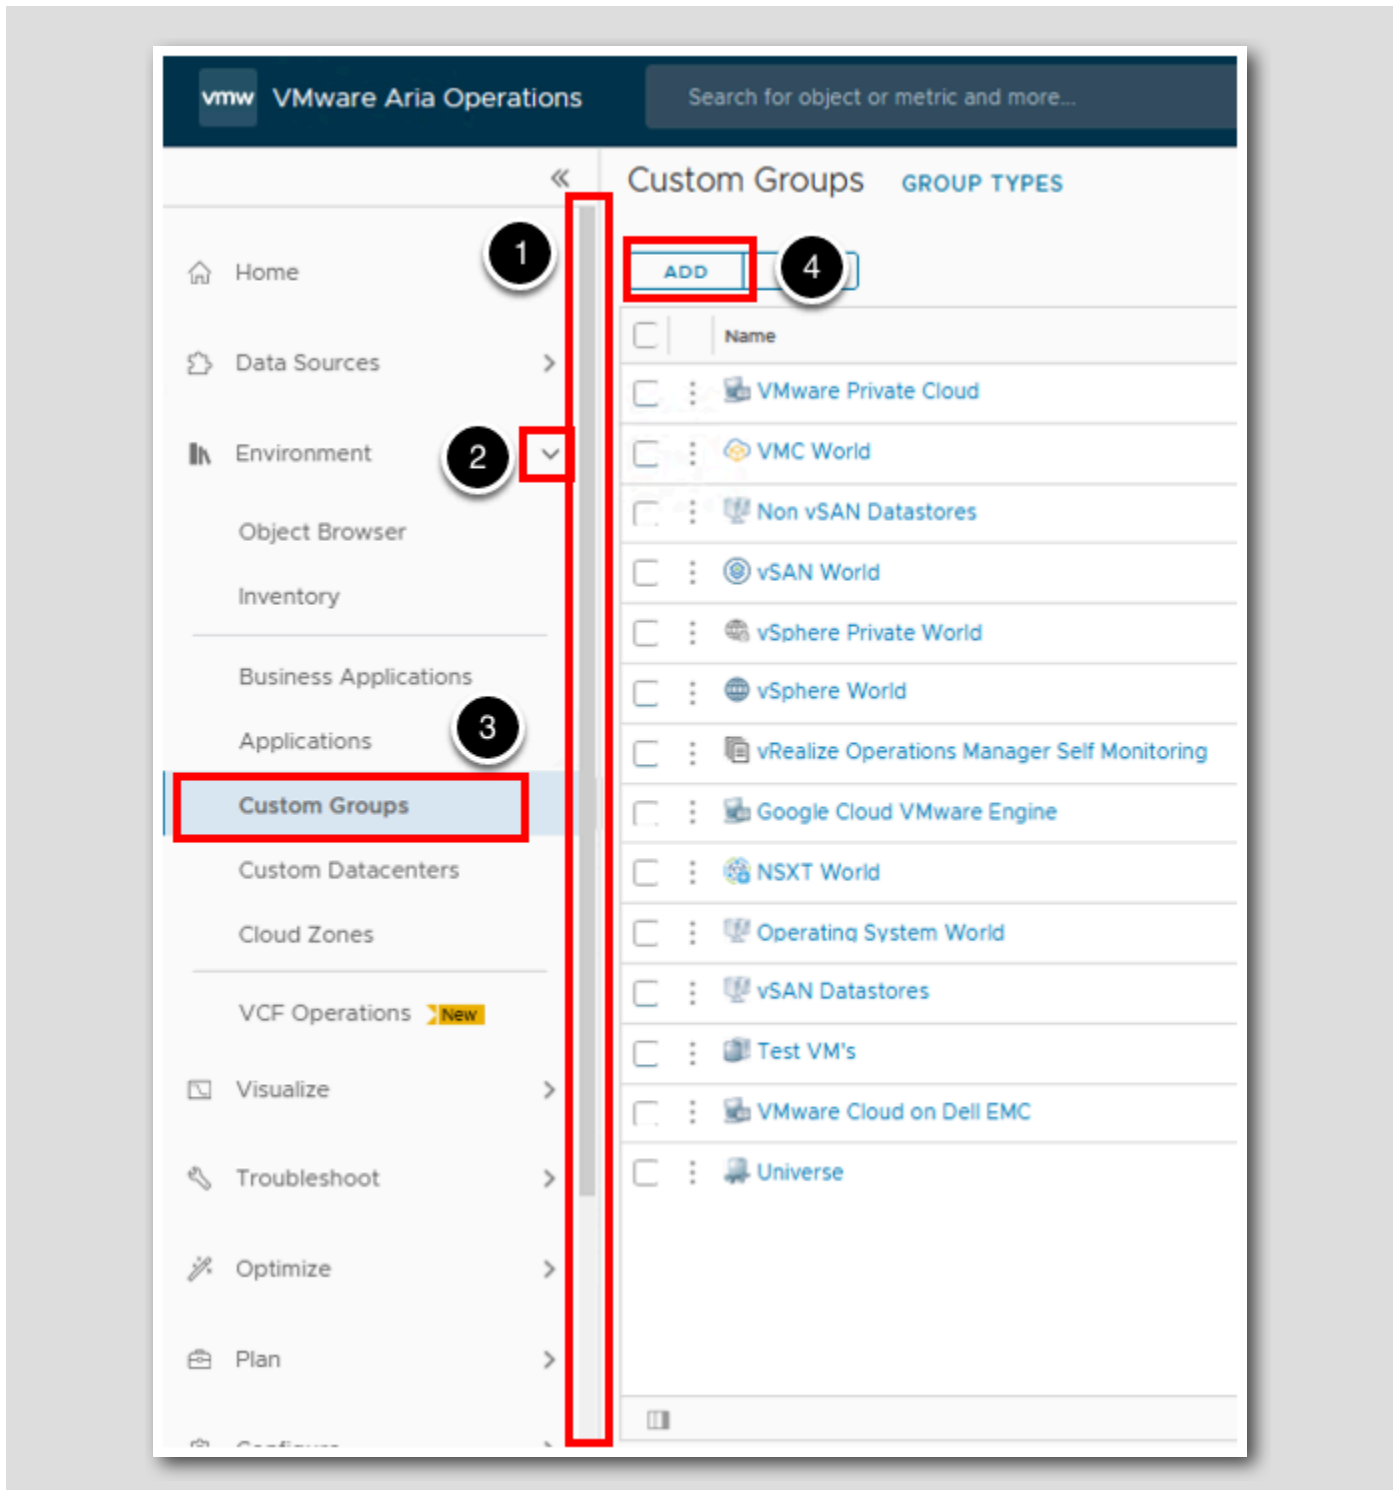 vmw VMware Aria Operations
Search for object or metric and more...
«
Custom Groups GROUP TYPES
1
Home
ADD
4
Name
Data Sources
VMware Private Cloud
Environment
2
VMC World
Object Browser
Non vSAN Datastores
Inventory
vSAN World
vSphere Private World
Business Applications
vSphere World
3
Applications
vRealize Operations Manager Self Monitoring
Custom Groups
Google Cloud VMware Engine
Custom Datacenters
NSXT World
Cloud Zones
Operating System World
VCF Operations New
vSAN Datastores
Test VM's
Visualize
VMware Cloud on Dell EMC
Troubleshoot
Universe
Optimize
Plan
Configure